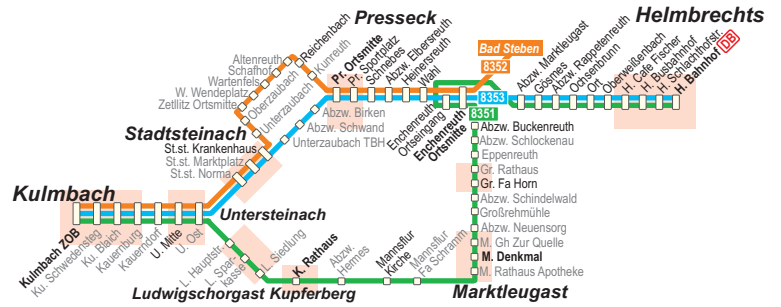 Helmbrechts
Presseck
Bad Steben
8352
8353
8351
DB
Altenreuth
Schafhof
Wartenfels
W. Wendeplatz
Zettlitz Ortsmitte
Oberzaubach
Reichenbach
Kunreuth
Unterzaubach
Pr. Ortsmitte
Pr. Sportplatz
Schnebes
Abzw. Elbersreuth
Heinersreuth
Wahl
Abzw. Birken
Abzw. Schwand
Unterzaubach TBH
Enchenreuth
Ortseingang
Enchenreuth
Ortsmitte
Abzw. Marktleugast
Gösmes
Abzw. Rappetenreuth
Ochsenbrunn
Ort
Oberweißenbach
H. Cafe Fischer
H. Busbahnhof
H. Schlachthofstr.
H. Bahnhof
Stadtsteinach
St.st. Krankenhaus
St.st. Marktplatz
St.st. Norma
Kulmbach
Kulmbach ZOB
Ku. Schwedensteg
Ku. Blaich
Kauernburg
Kauerndorf
U. Mitte
U. Ost
Untersteinach
L. Hauptstr.
L. Spar-
kasse
L. Siedlung
K. Rathaus
Abzw.
Hermes
Mannsflur
Kirche
Mannsflur
Fa Schramm
Ludwigschorgast
Kupferberg
Marktleugast
Abzw. Buckenreuth
Abzw. Schlockenau
Eppenreuth
Gr. Rathaus
Gr. Fa Horn
Abzw. Schindelwald
Großrehmühle
Abzw. Neuensorg
M. Gh Zur Quelle
M. Denkmal
M. Rathaus Apotheke